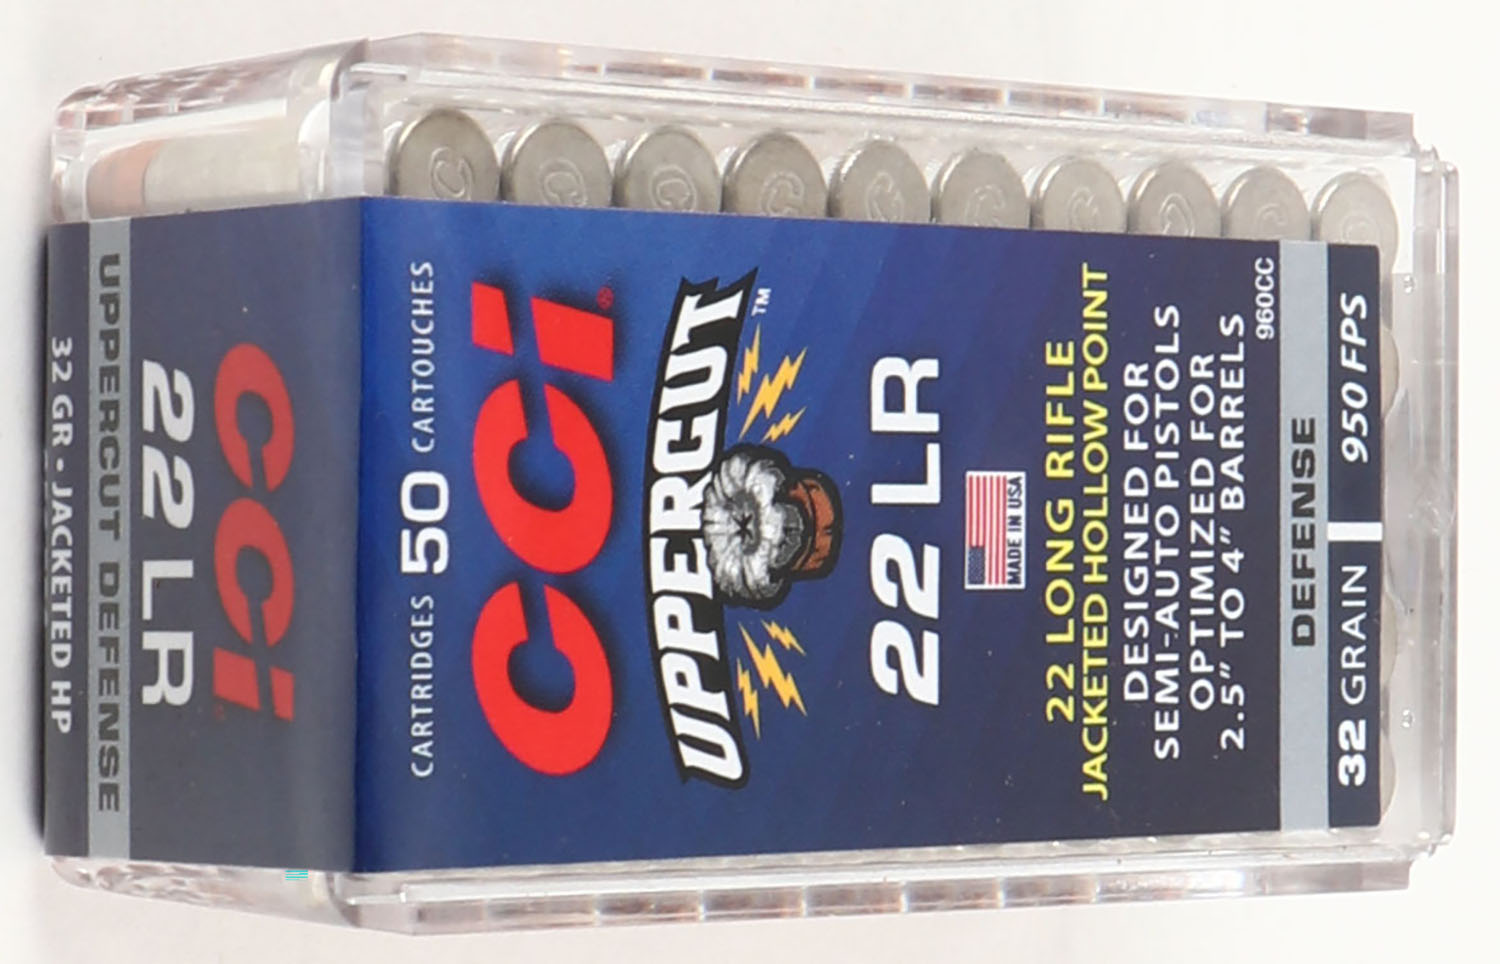 CARTRIDGES 50 CARTOUCHES
CCi®
UPPERCUT™
22 LR
MADE IN USA
22 LONG RIFLE
JACKETED HOLLOW POINT
DESIGNED FOR
SEMI-AUTO PISTOLS
OPTIMIZED FOR
2.5" TO 4" BARRELS
960CC
DEFENSE
32 GRAIN 950 FPS
CCi
22 LR
UPPERCUT DEFENSE
32 GR • JACKETED HP
C
C
C
C
C
C
C
C
C